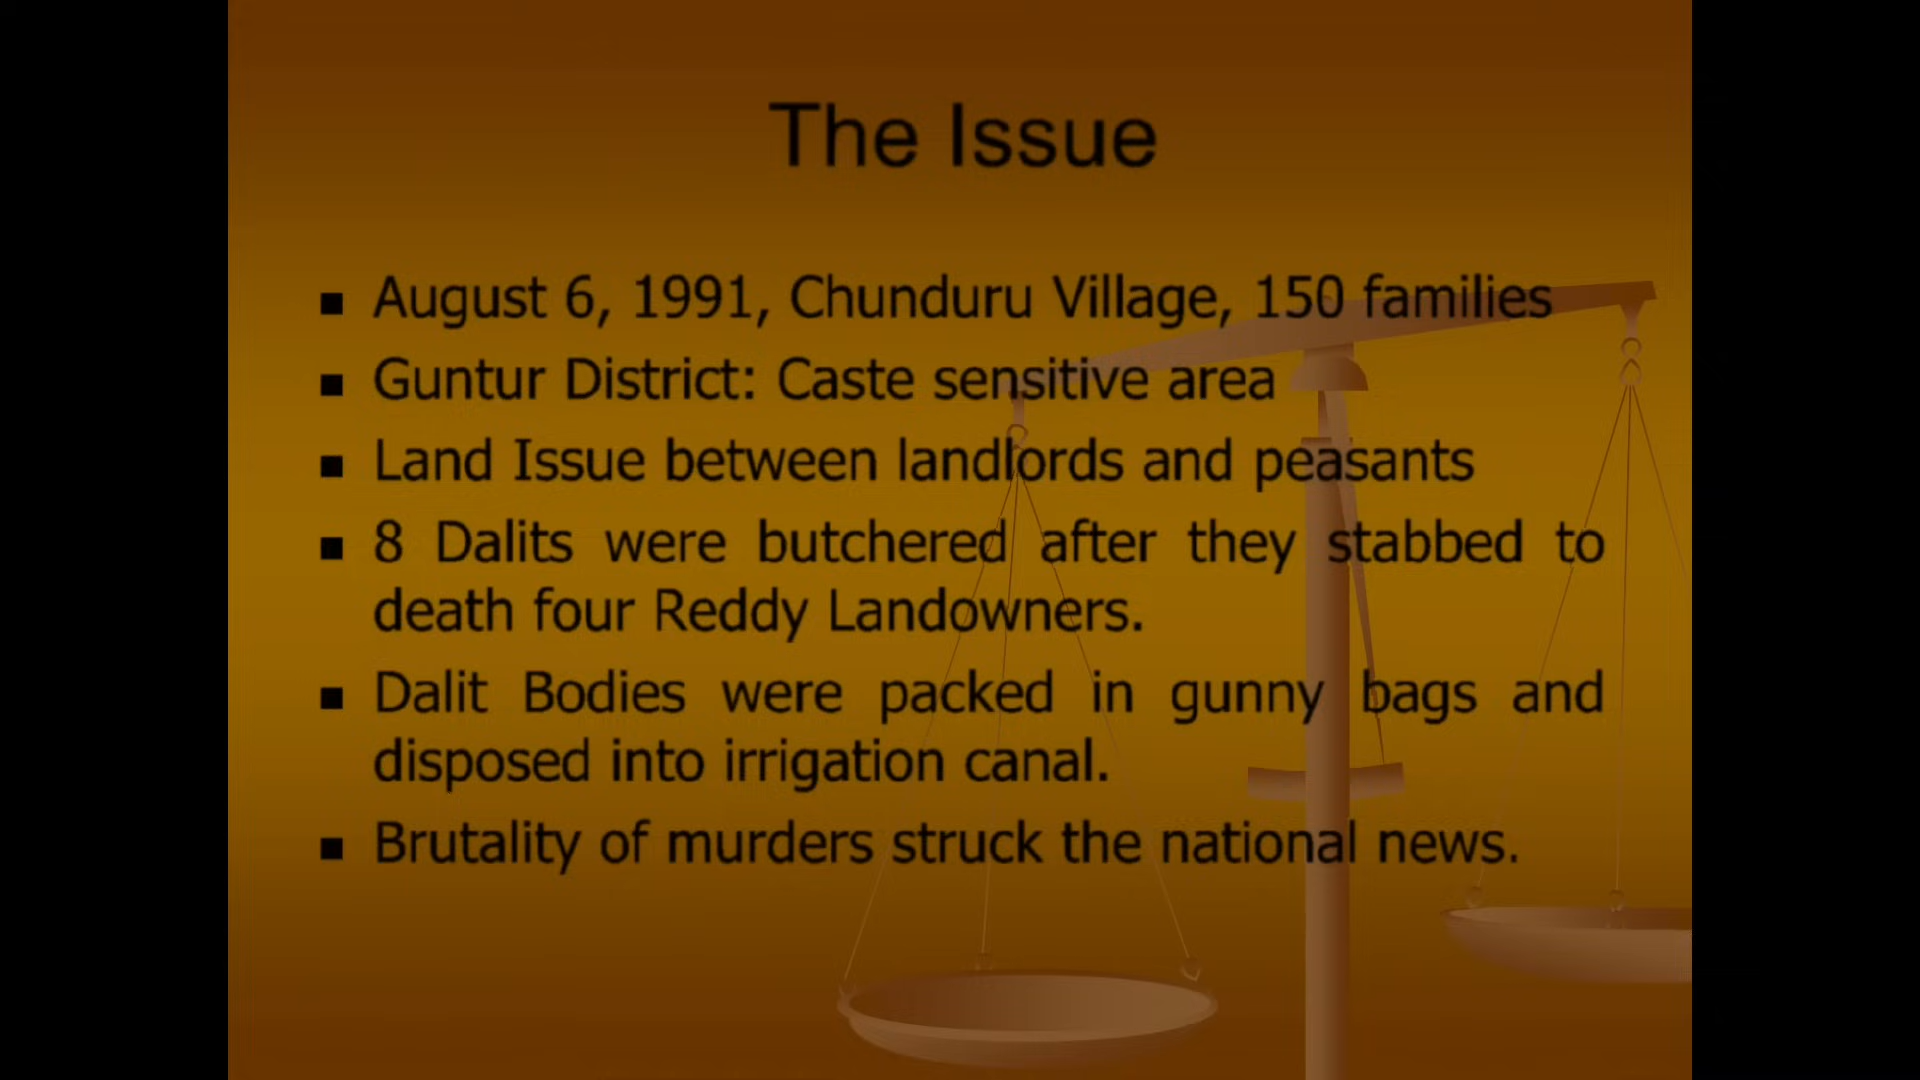 The Issue
August 6, 1991, Chunduru Village, 150 families
Guntur District: Caste sensitive area
Land Issue between landlords and peasants
8 Dalits were butchered after they stabbed to
death four Reddy Landowners.
Dalit Bodies were packed in gunny bags and
disposed into irrigation canal.
Brutality of murders struck the national news.